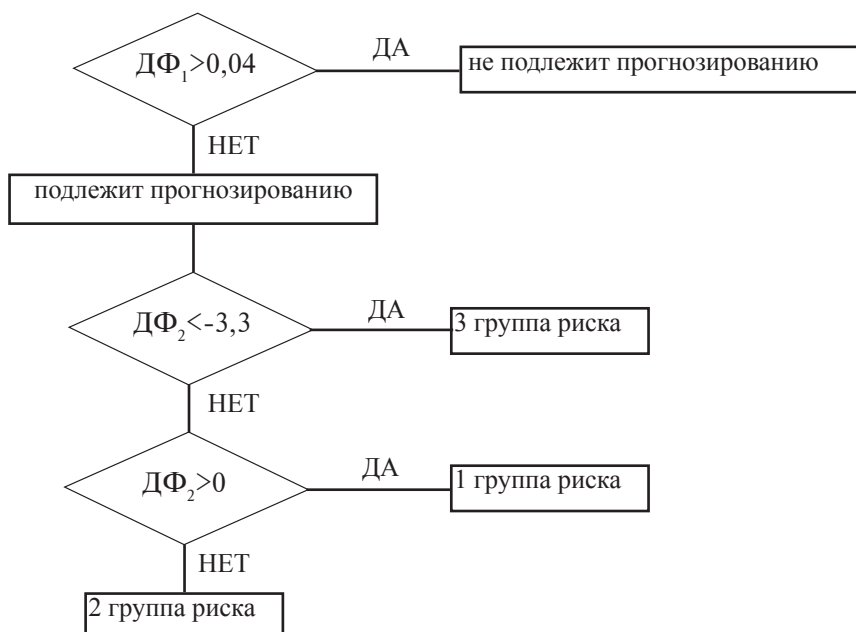 ДФ₁>0,04
ДА
не подлежит прогнозированию
НЕТ
подлежит прогнозированию
ДФ₂<-3,3
ДА
3 группа риска
НЕТ
ДФ₂>0
ДА
1 группа риска
НЕТ
2 группа риска